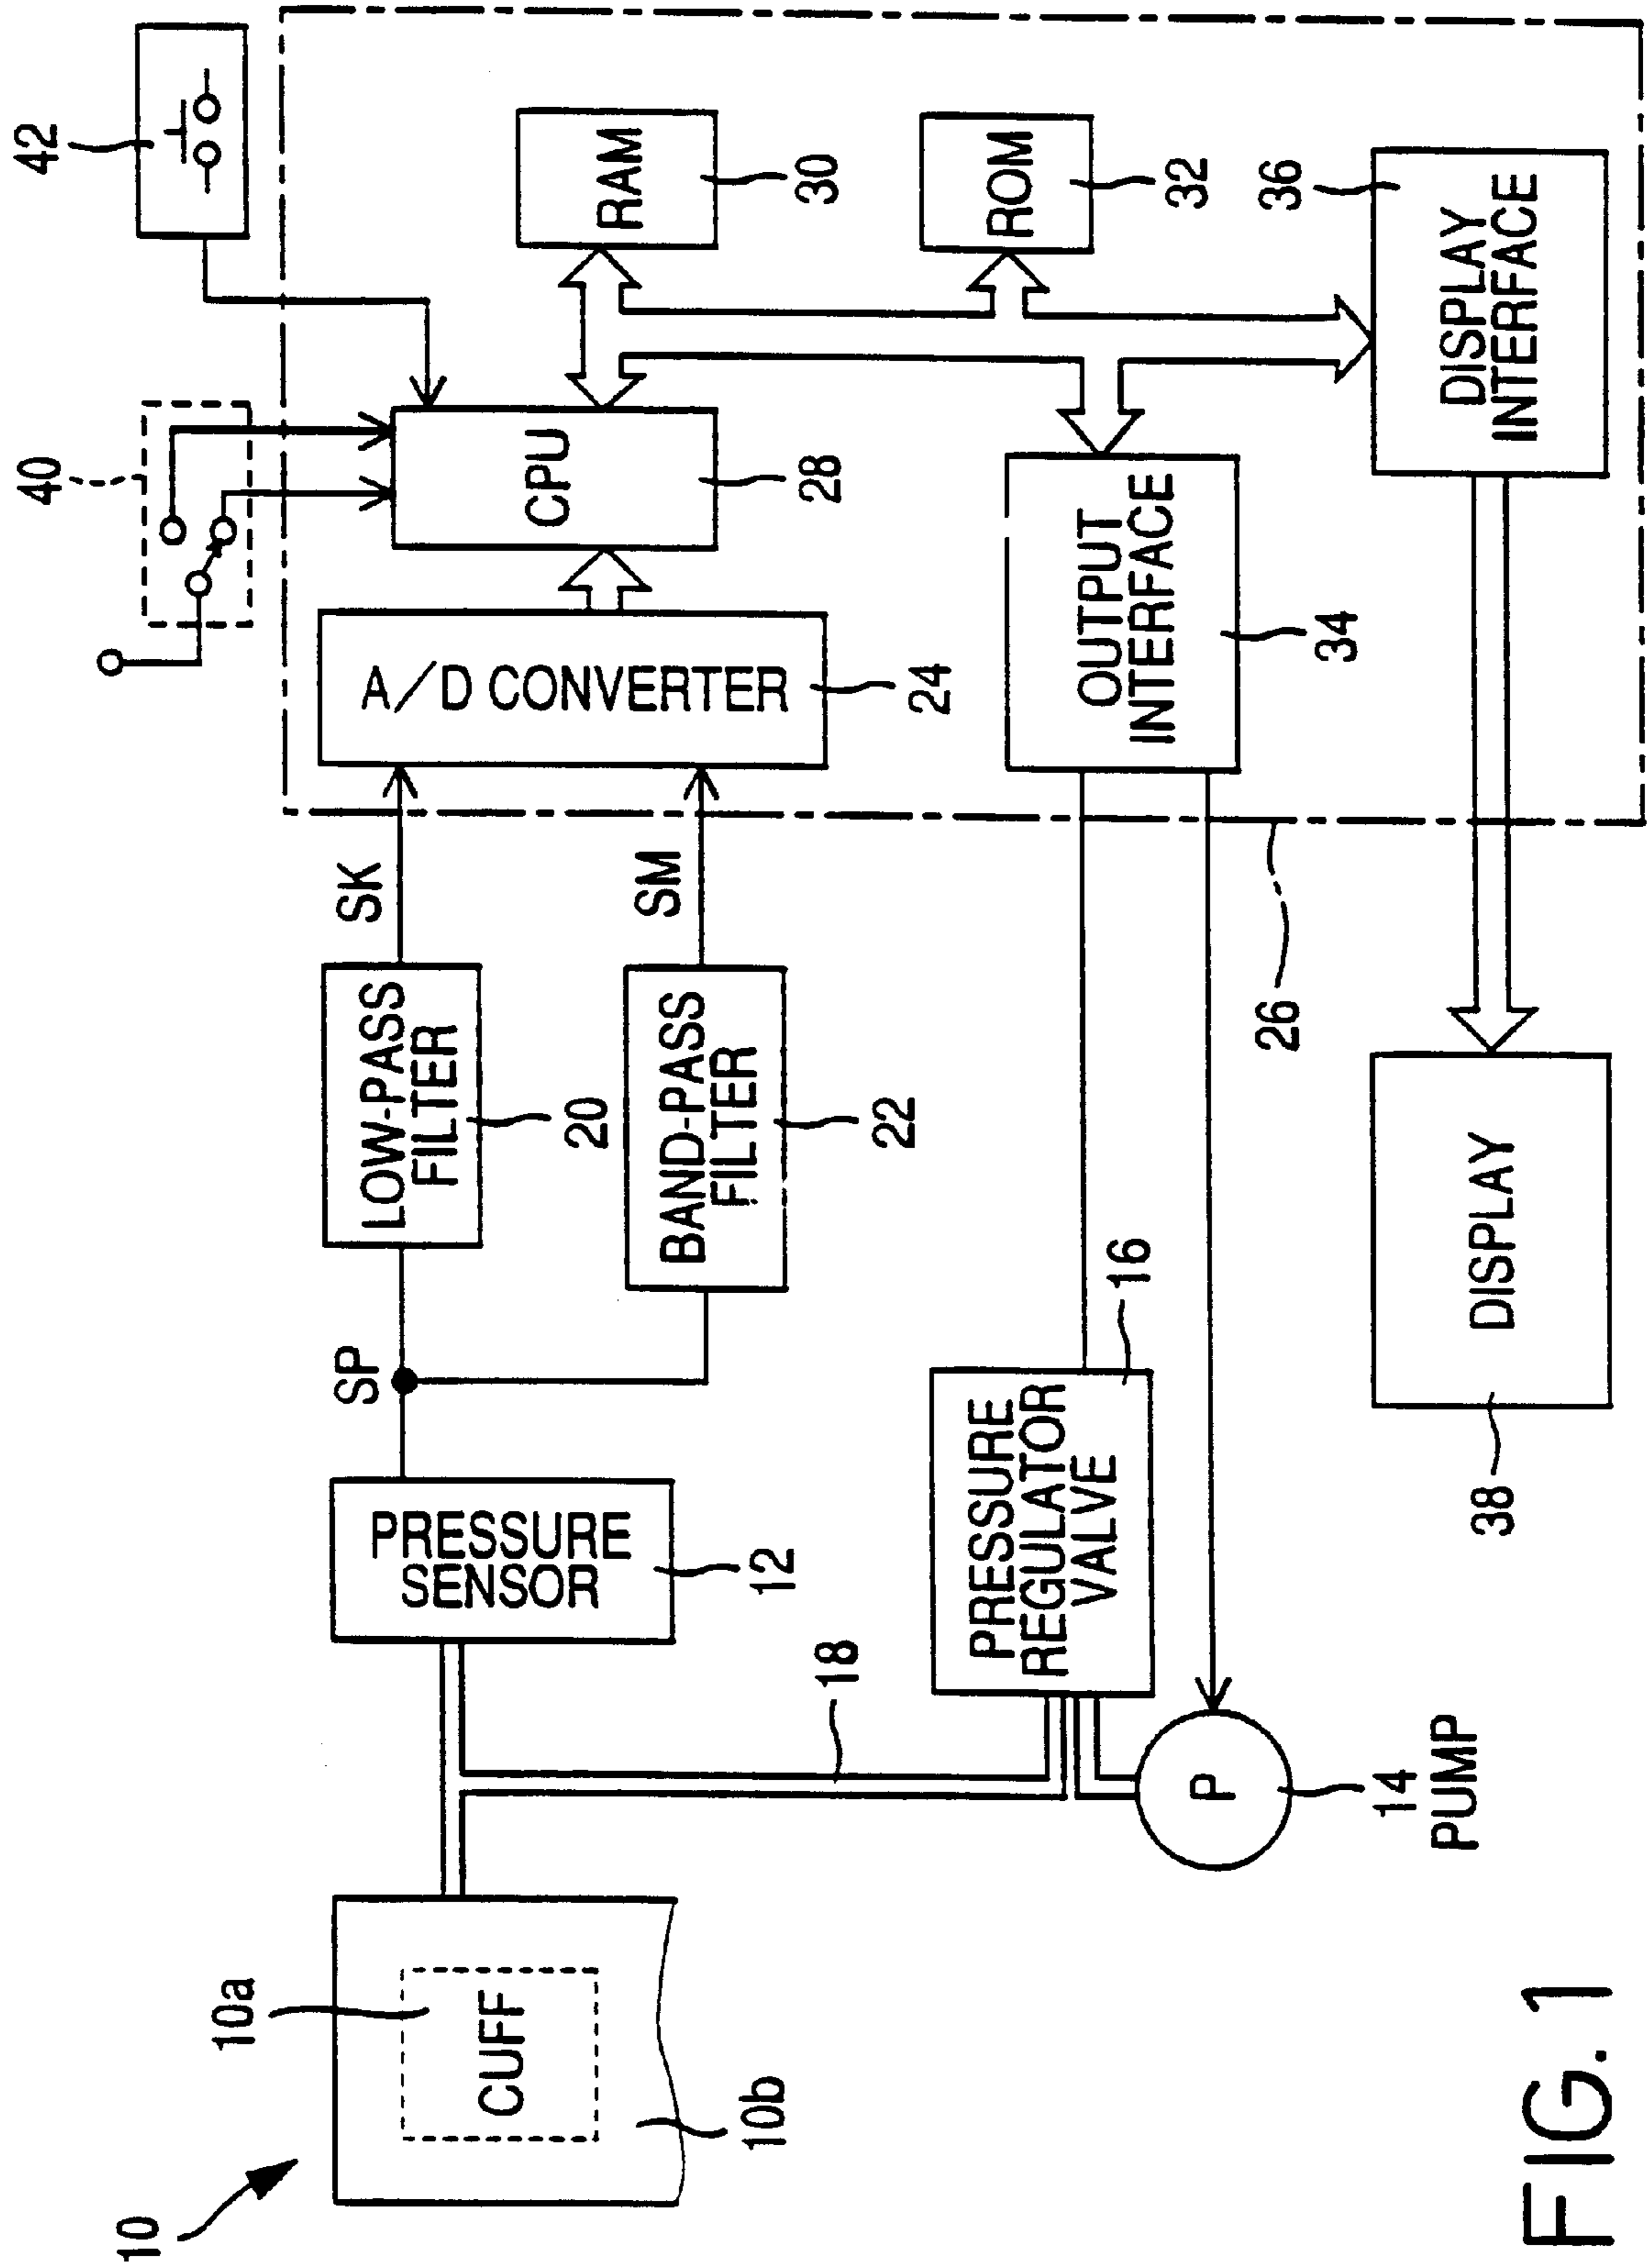 42
40
RAM
30
ROM
32
36
DISPLAY
INTERFACE
CPU
28
A/D CONVERTER
24
OUTPUT
INTERFACE
34
SK
SM
26
LOW-PASS
FILTER
20
BAND-PASS
FILTER
22
SP
PRESSURE
SENSOR
12
PRESSURE
REGULATOR
VALVE
16
DISPLAY
38
18
P
14
PUMP
10
10a
CUFF
10b
FIG. 1